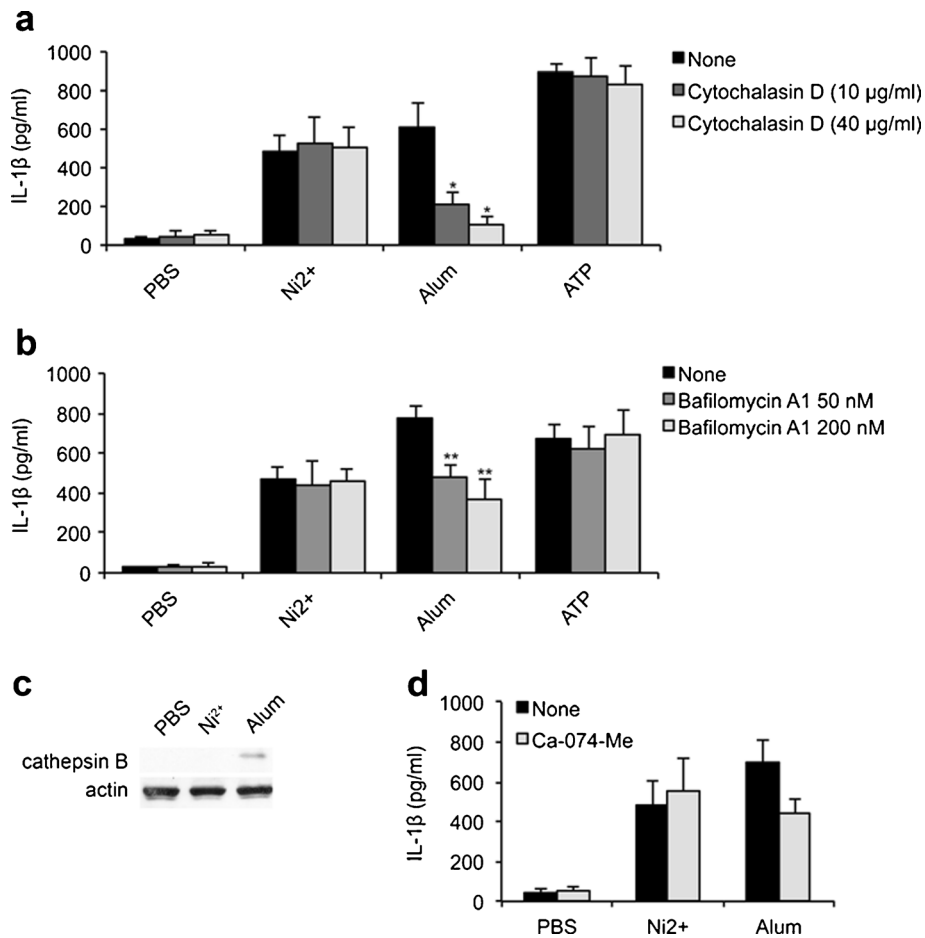 a
1000
800
600
400
200
0
IL-1β (pg/ml)
None
Cytochalasin D (10 µg/ml)
Cytochalasin D (40 µg/ml)
* *
PBS Ni2+ Alum ATP
b
1000
800
600
400
200
0
IL-1β (pg/ml)
None
Bafilomycin A1 50 nM
Bafilomycin A1 200 nM
** **
PBS Ni2+ Alum ATP
c
PBS Ni²⁺ Alum
cathepsin B
actin
d
1000
800
600
400
200
0
IL-1β (pg/ml)
None
Ca-074-Me
PBS Ni2+ Alum